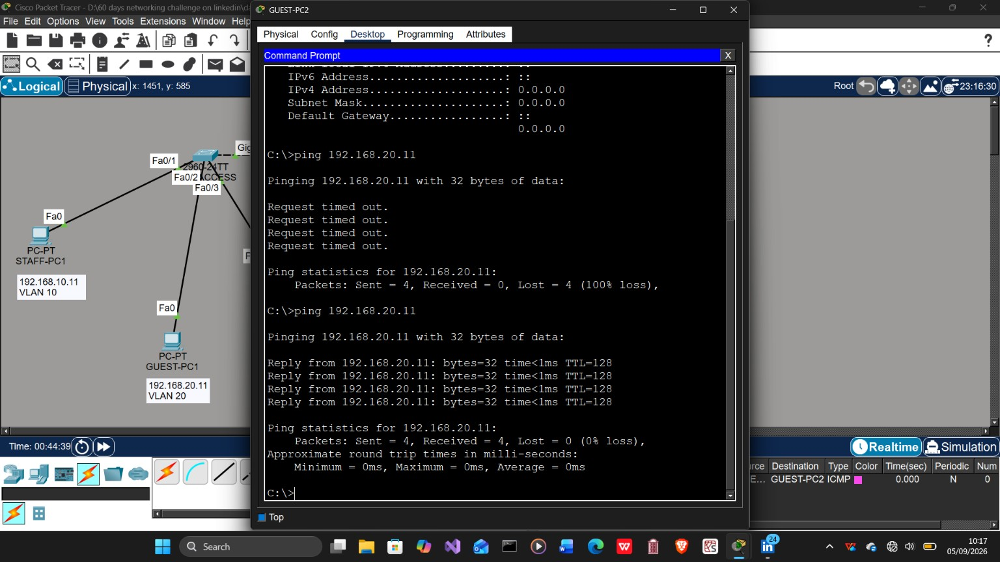 Cisco Packet Tracer - D:\60 days networking challenge on linkedin\da
GUEST-PC2
File Edit Options View Tools Extensions Window Help
Physical Config Desktop Programming Attributes
Command Prompt
X
?
Logical
Physical
x: 1451, y: 585
Root
23:16:30
IPv6 Address....................: ::
IPv4 Address....................: 0.0.0.0
Subnet Mask.....................: 0.0.0.0
Default Gateway.................: ::
0.0.0.0
C:\>ping 192.168.20.11
Pinging 192.168.20.11 with 32 bytes of data:
Request timed out.
Request timed out.
Request timed out.
Request timed out.
Ping statistics for 192.168.20.11:
Packets: Sent = 4, Received = 0, Lost = 4 (100% loss),
C:\>ping 192.168.20.11
Pinging 192.168.20.11 with 32 bytes of data:
Reply from 192.168.20.11: bytes=32 time<1ms TTL=128
Reply from 192.168.20.11: bytes=32 time<1ms TTL=128
Reply from 192.168.20.11: bytes=32 time<1ms TTL=128
Reply from 192.168.20.11: bytes=32 time<1ms TTL=128
Ping statistics for 192.168.20.11:
Packets: Sent = 4, Received = 4, Lost = 0 (0% loss),
Approximate round trip times in milli-seconds:
Minimum = 0ms, Maximum = 0ms, Average = 0ms
C:\>
Top
Gig
Fa0/1
2960-24TT
Fa0/2
ACCESS
Fa0/3
Fa0
PC-PT
STAFF-PC1
192.168.10.11
VLAN 10
F
Fa0
PC-PT
GUEST-PC1
192.168.20.11
VLAN 20
Time: 00:44:39
Realtime
Simulation
urce Destination Type Color Time(sec) Periodic Num
E... GUEST-PC2 ICMP 0.000 N 0
Search
24
10:17
05/09/2026